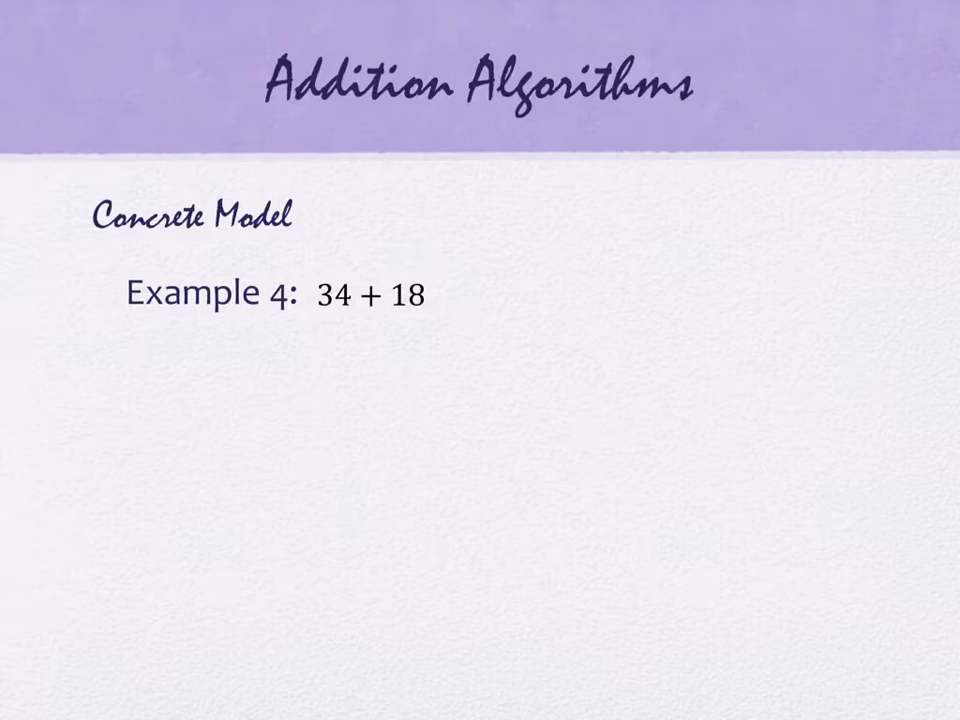 Addition Algorithms
Concrete Model
Example 4: 34 + 18